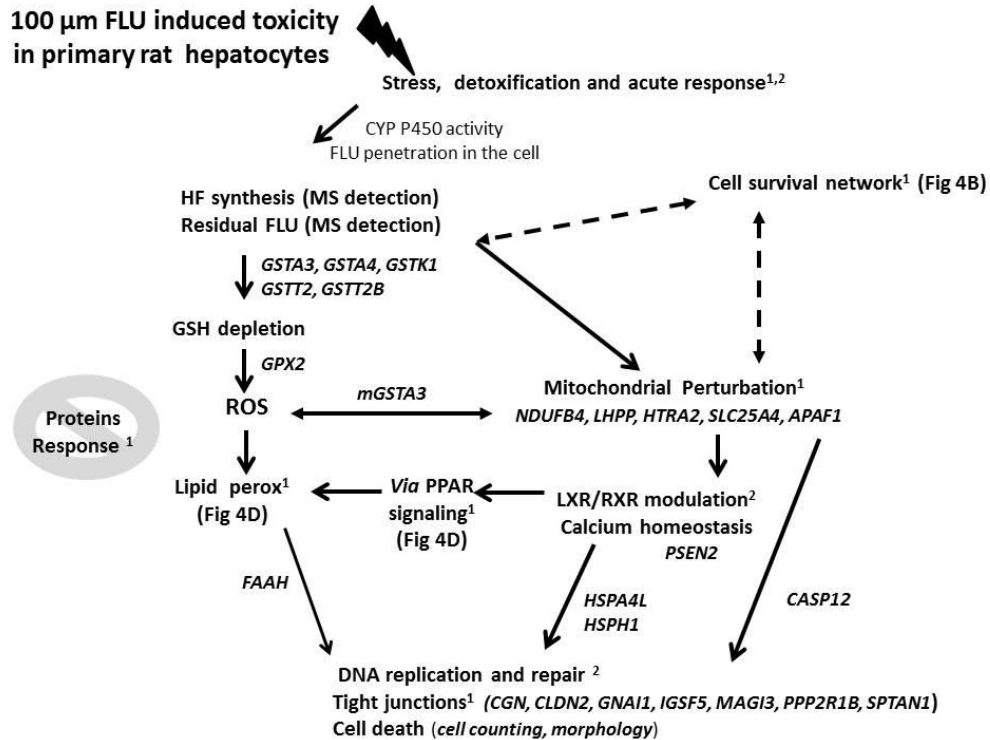 100 µm FLU induced toxicity
in primary rat hepatocytes
Stress, detoxification and acute response1,2
CYP P450 activity
FLU penetration in the cell
Cell survival network1 (Fig 4B)
HF synthesis (MS detection)
Residual FLU (MS detection)
GSTA3, GSTA4, GSTK1
GSTT2, GSTT2B
GSH depletion
GPX2
Mitochondrial Perturbation1
NDUFB4, LHPP, HTRA2, SLC25A4, APAF1
mGSTA3
ROS
Proteins
Response 1
Lipid perox1
(Fig 4D)
Via PPAR
signaling1
(Fig 4D)
LXR/RXR modulation2
Calcium homeostasis
PSEN2
FAAH
HSPA4L
HSPH1
CASP12
DNA replication and repair 2
Tight junctions1 (CGN, CLDN2, GNAI1, IGSF5, MAGI3, PPP2R1B, SPTAN1)
Cell death (cell counting, morphology)